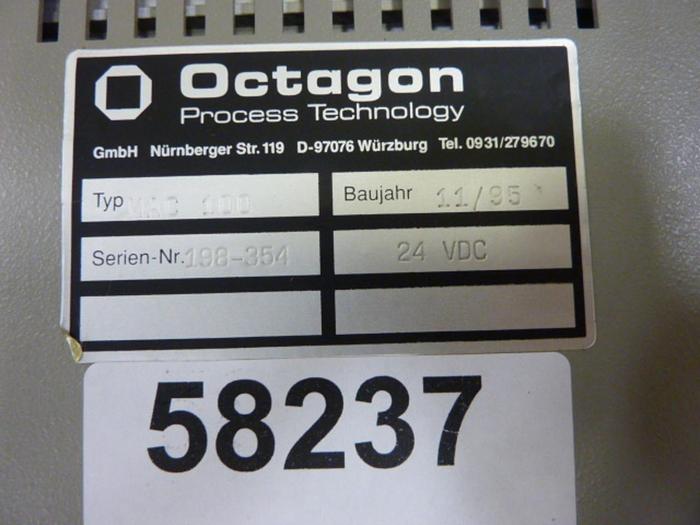 Octagon
Process Technology
GmbH Nürnberger Str. 119 D-97076 Würzburg Tel. 0931/279670
Typ 100
Baujahr 11/95
Serien-Nr. 198-354
24 VDC
58237